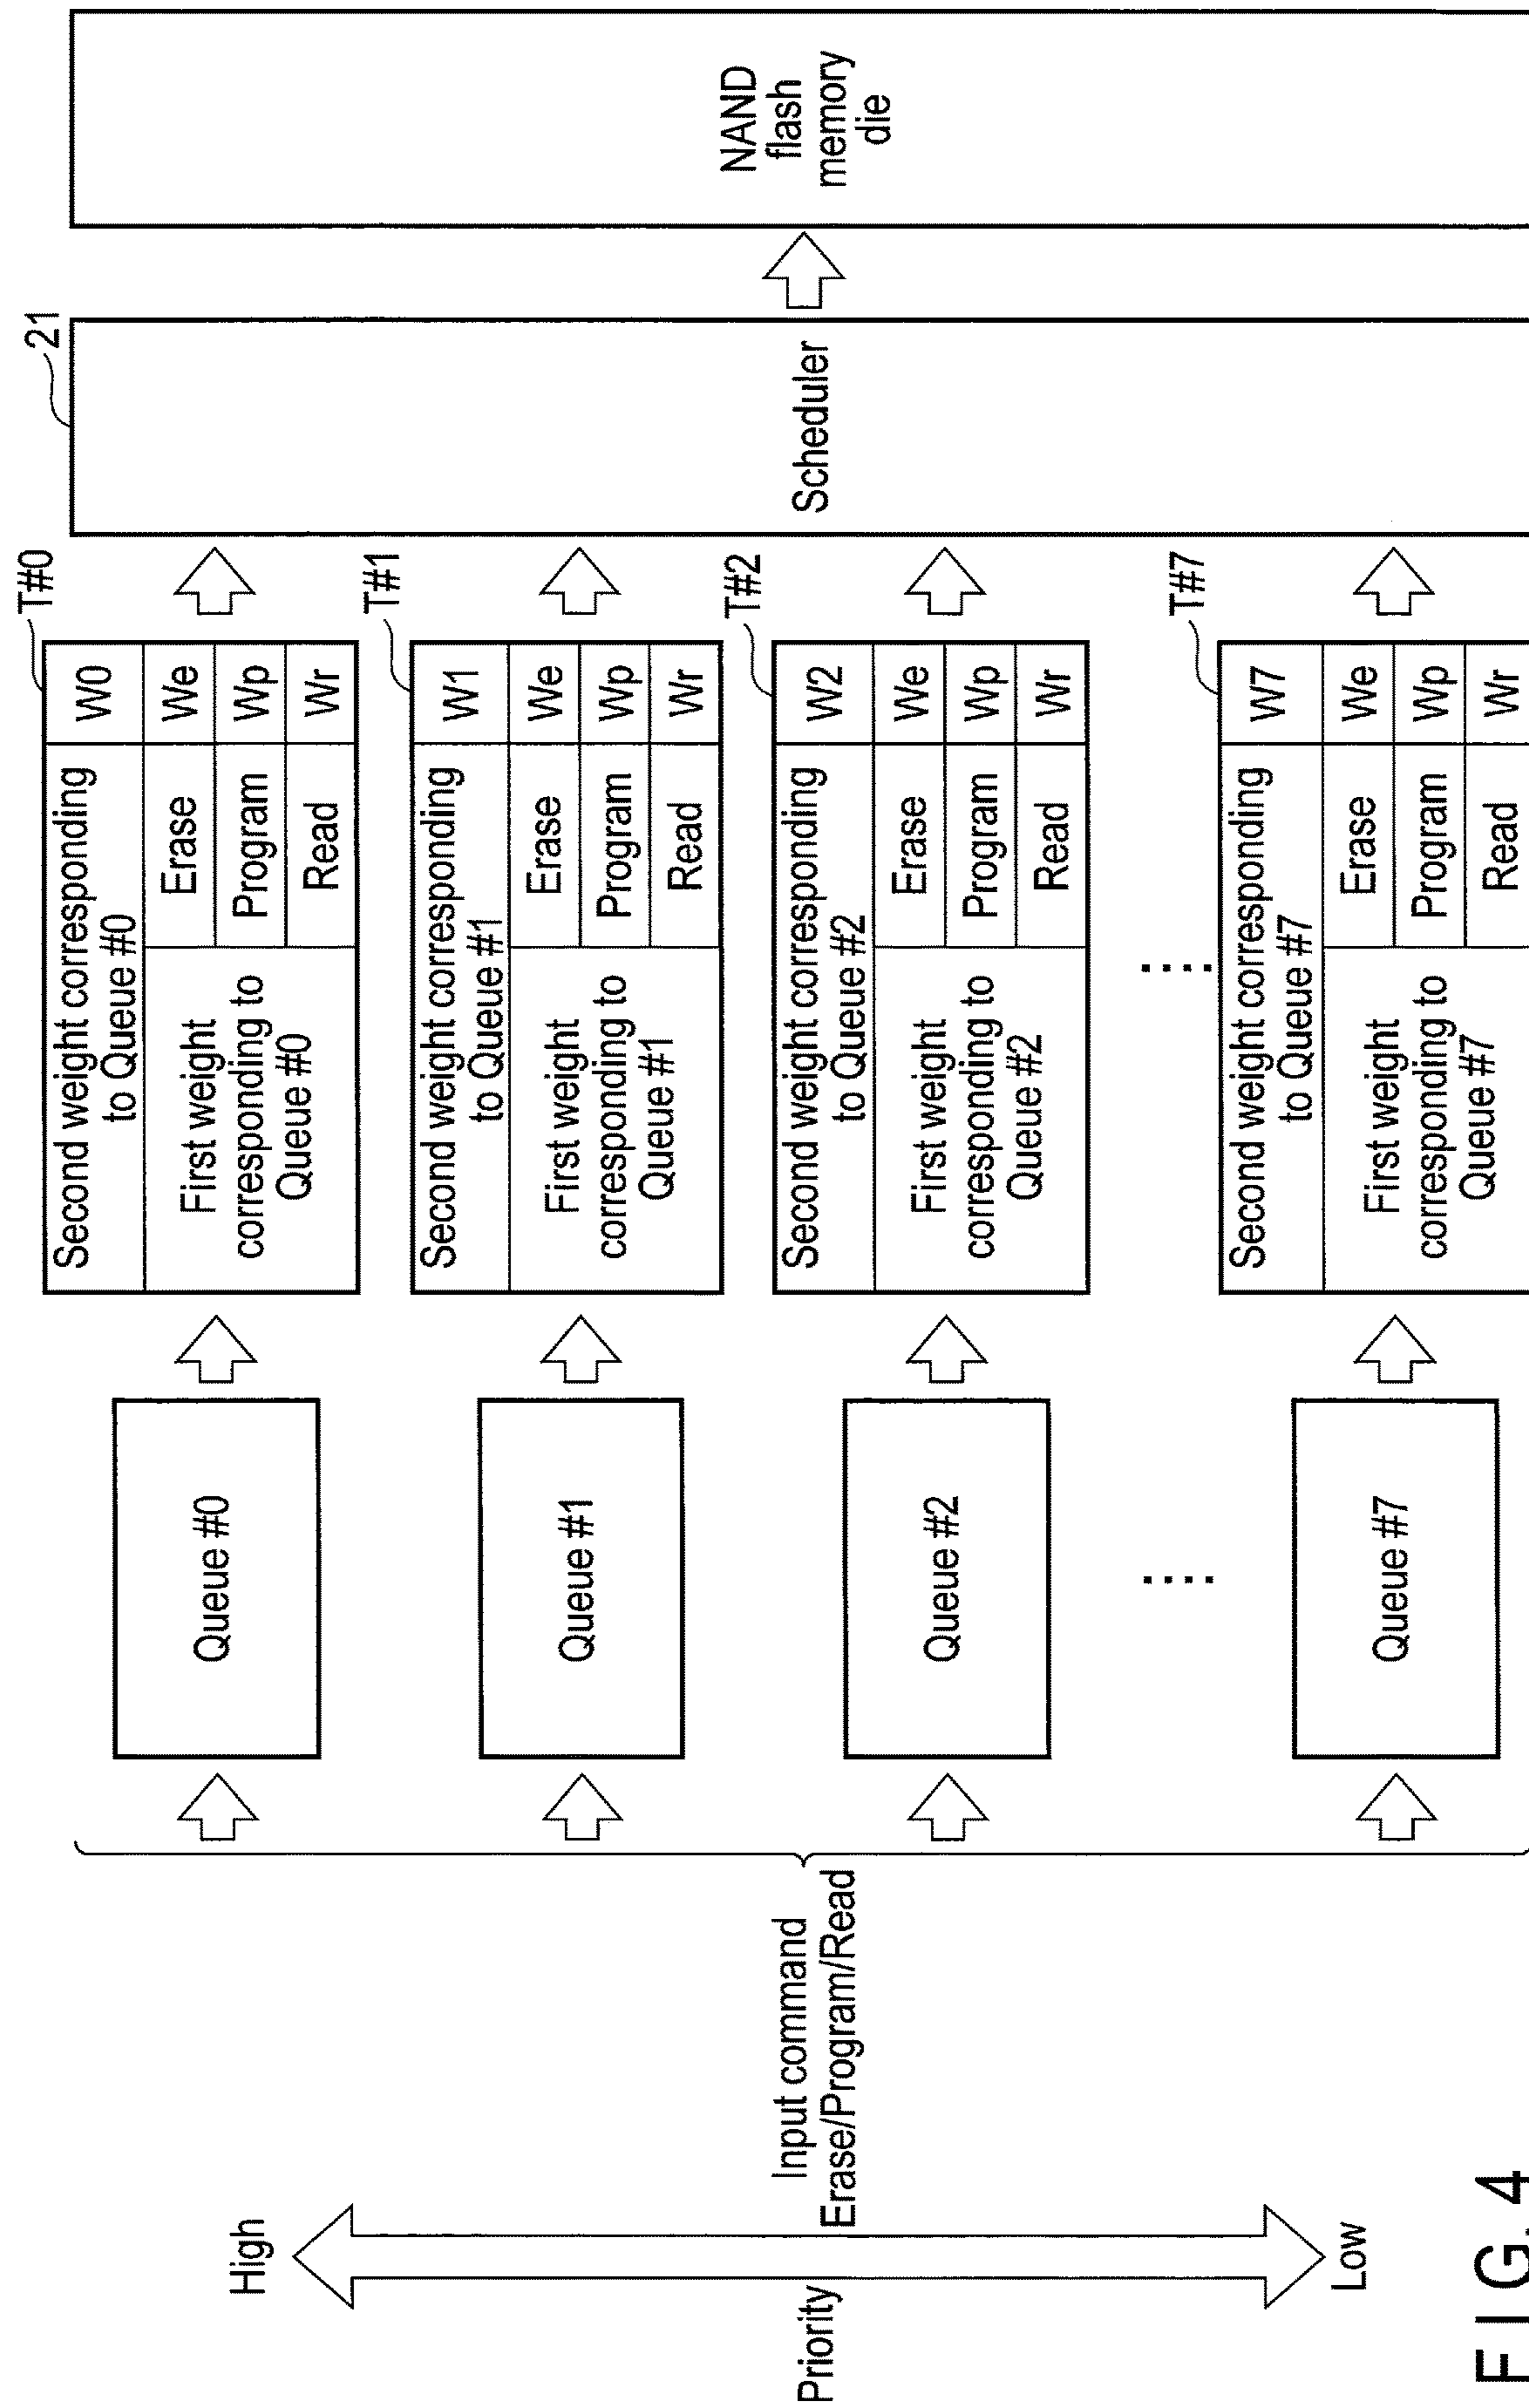 High
Priority
Low
Input command
Erase/Program/Read
Queue #0
Queue #1
Queue #2
....
Queue #7
T#0
Second weight corresponding
to Queue #0
W0
First weight
corresponding to
Queue #0
Erase
We
Program
Wp
Read
Wr
T#1
Second weight corresponding
to Queue #1
W1
First weight
corresponding to
Queue #1
Erase
We
Program
Wp
Read
Wr
T#2
Second weight corresponding
to Queue #2
W2
First weight
corresponding to
Queue #2
Erase
We
Program
Wp
Read
Wr
....
T#7
Second weight corresponding
to Queue #7
W7
First weight
corresponding to
Queue #7
Erase
We
Program
Wp
Read
Wr
21
Scheduler
NAND
flash
memory
die
FIG. 4